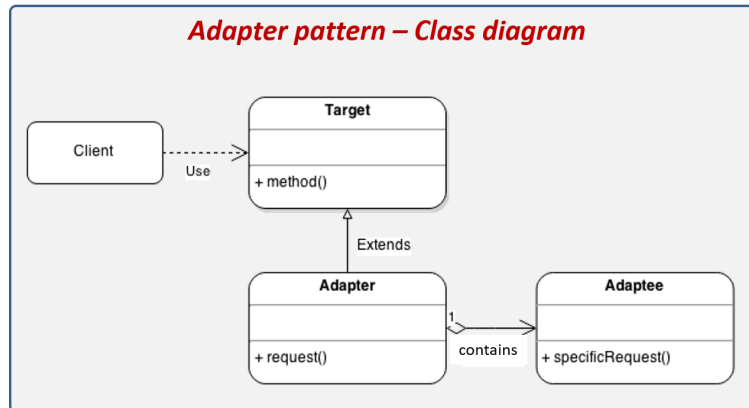 Adapter pattern – Class diagram
Target
Client
Use
+ method()
Extends
Adapter
Adaptee
1
contains
+ request()
+ specificRequest()